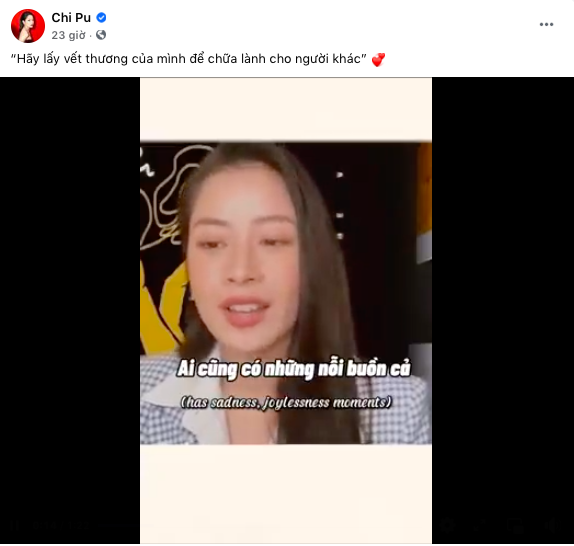 Chi Pu
23 giờ ·
“Hãy lấy vết thương của mình để chữa lành cho người khác” 💞
Ai cũng có những nỗi buồn cả
(has sadness, joylessness moments)